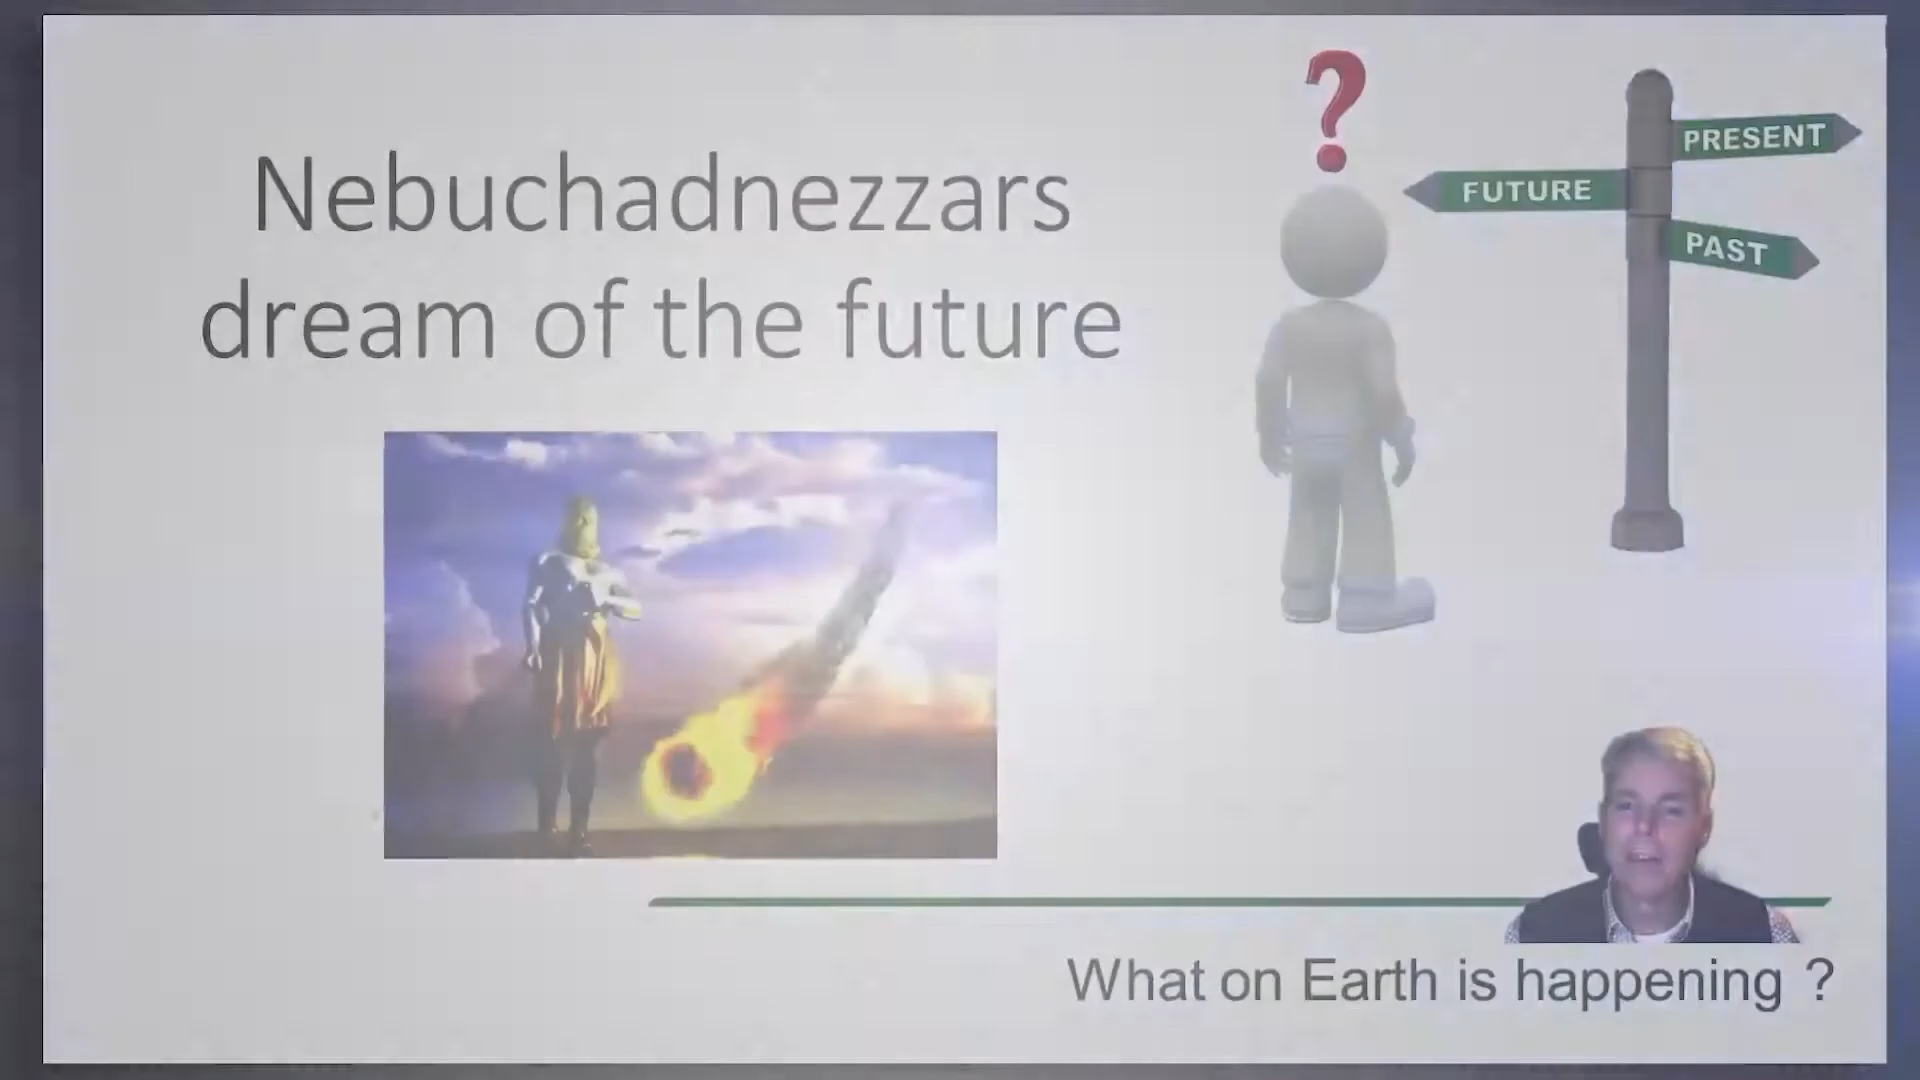 Nebuchadnezzars
dream of the future
?
PRESENT
FUTURE
PAST
What on Earth is happening ?